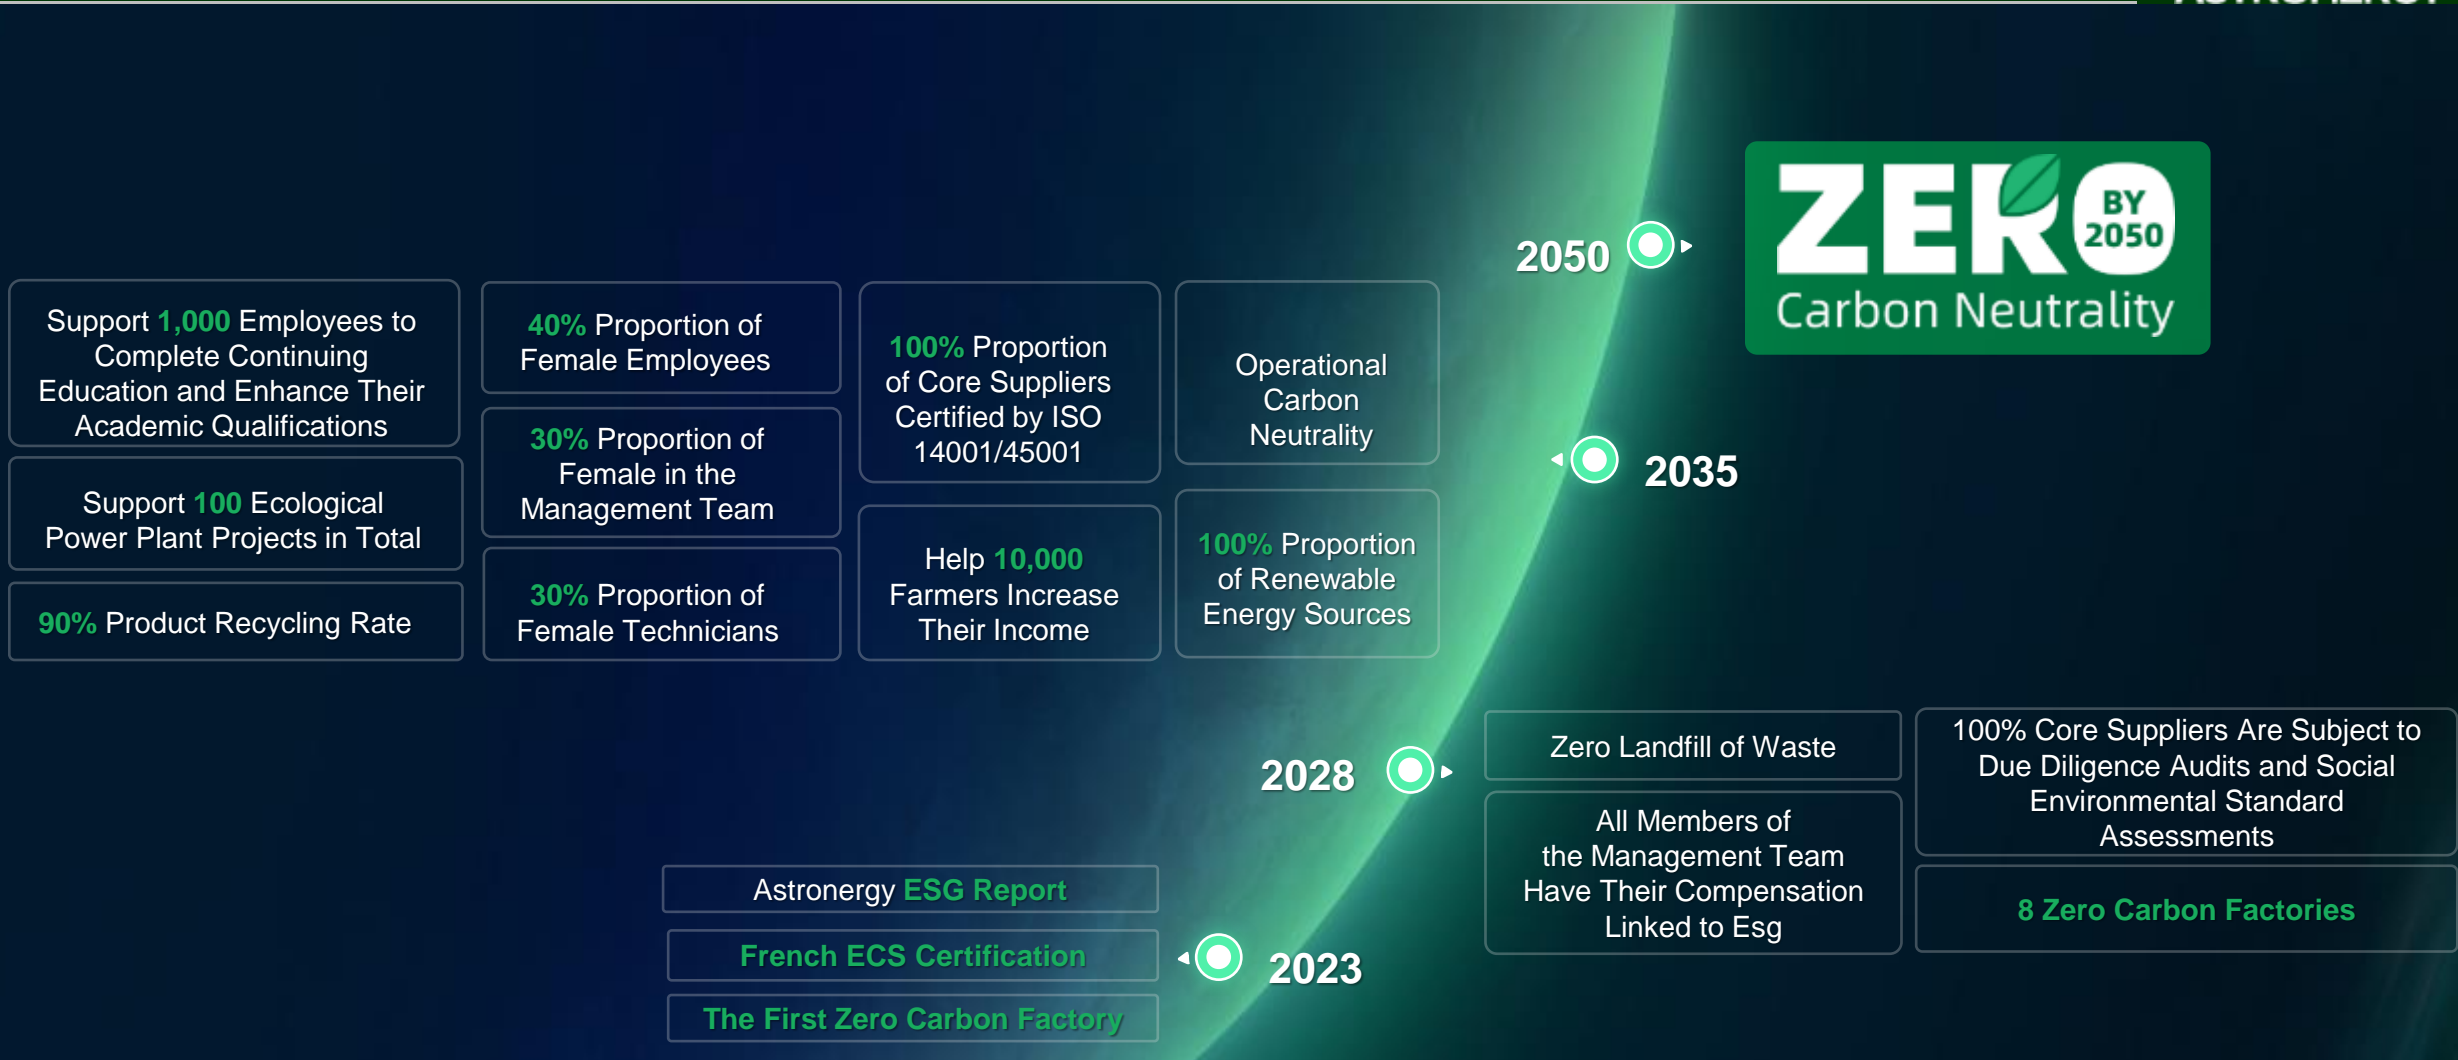 ASTRONERGY
2050
ZERO
BY
2050
Carbon Neutrality
Support 1,000 Employees to
Complete Continuing
Education and Enhance Their
Academic Qualifications
Support 100 Ecological
Power Plant Projects in Total
90% Product Recycling Rate
40% Proportion of
Female Employees
30% Proportion of
Female in the
Management Team
30% Proportion of
Female Technicians
100% Proportion
of Core Suppliers
Certified by ISO
14001/45001
Help 10,000
Farmers Increase
Their Income
Operational
Carbon
Neutrality
100% Proportion
of Renewable
Energy Sources
2035
2028
Zero Landfill of Waste
All Members of
the Management Team
Have Their Compensation
Linked to Esg
100% Core Suppliers Are Subject to
Due Diligence Audits and Social
Environmental Standard
Assessments
8 Zero Carbon Factories
Astronergy ESG Report
French ECS Certification
The First Zero Carbon Factory
2023